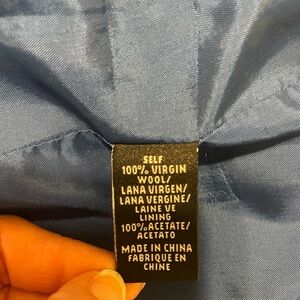 SELF
100% VIRGIN
WOOL/
LANA VIRGEN/
LANA VERGINE/
LAINE VE
LINING
100%ACETATE/
ACETATO
MADE IN CHINA
FABRIQUE EN
CHINE